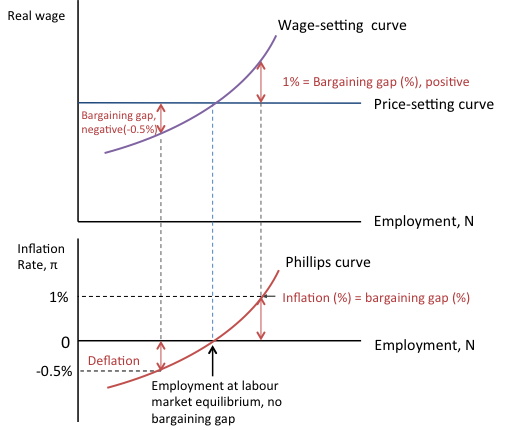 Real wage
Wage-setting curve
1% = Bargaining gap (%), positive
Price-setting curve
Bargaining gap,
negative(-0.5%)
Employment, N
Inflation
Rate, π
Phillips curve
1%
Inflation (%) = bargaining gap (%)
0
Employment, N
Deflation
-0.5%
Employment at labour
market equilibrium, no
bargaining gap